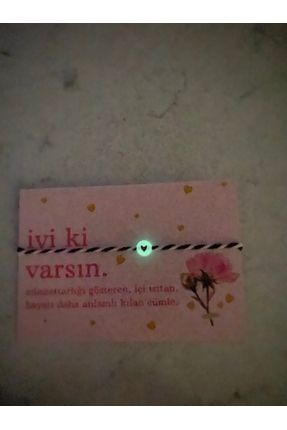 iyi ki
varsın.
minnettarlığı gösteren, içi ısıtan,
hayatı daha anlamlı kılan cümle.